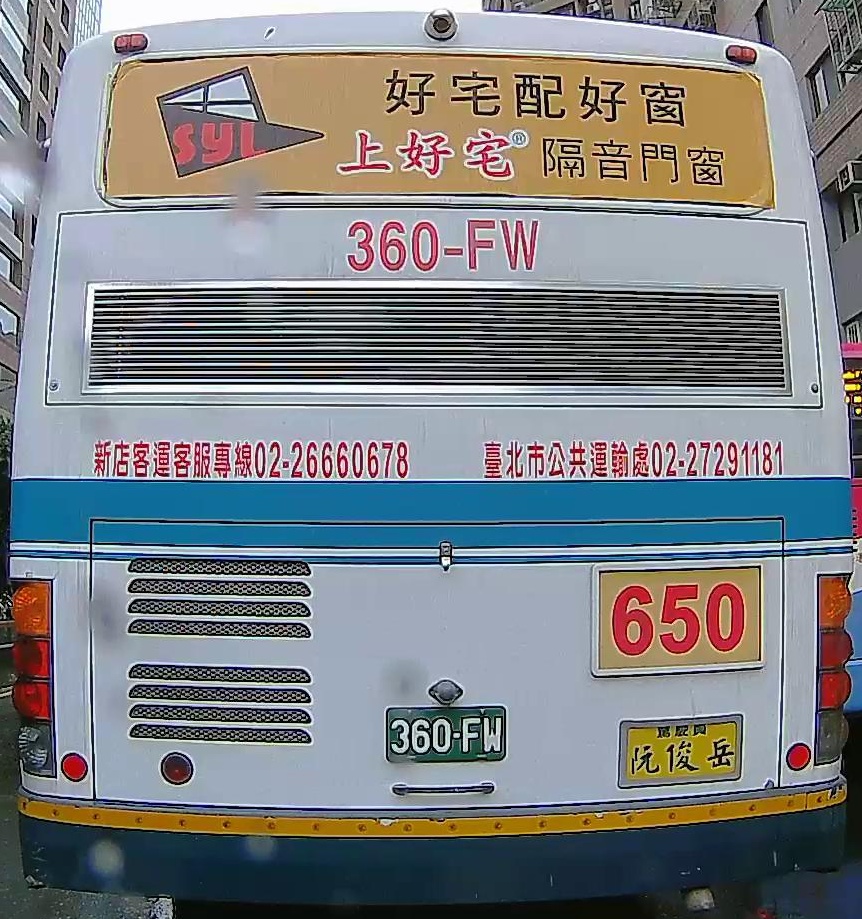 好宅配好窗
SYL
上好宅® 隔音門窗
360-FW
新店客運客服專線02-26660678
臺北市公共運輸處02-27291181
650
360-FW
駕駛員
阮俊岳